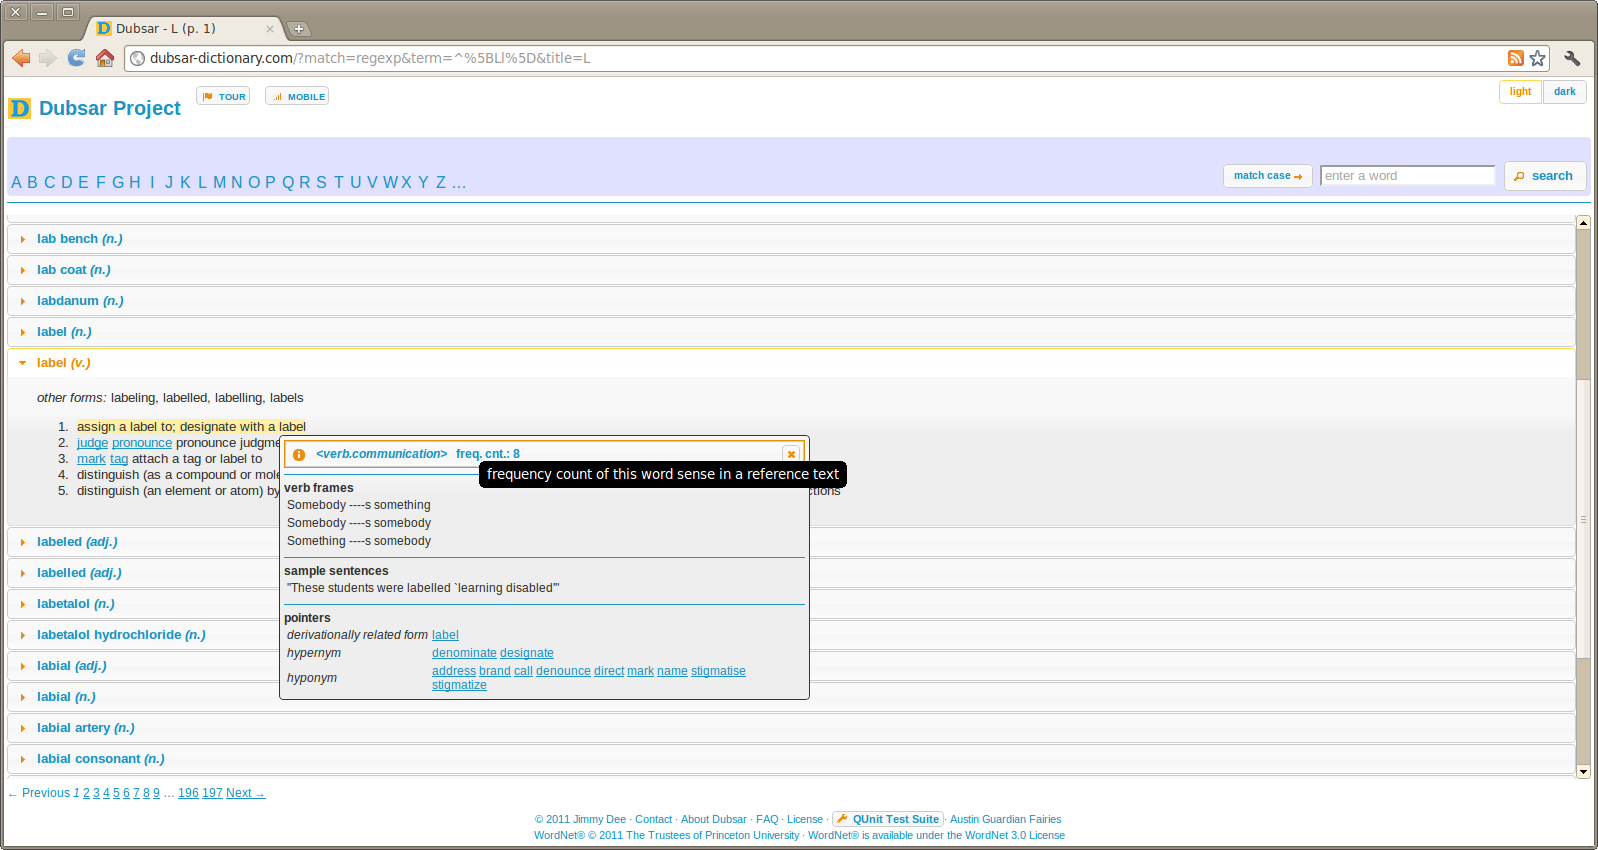 Dubsar - L (p. 1)
dubsar-dictionary.com/?match=regexp&term=^%5BLl%5D&title=L
D Dubsar Project
TOUR
MOBILE
light
dark
A B C D E F G H I J K L M N O P Q R S T U V W X Y Z ...
match case →
enter a word
search
lab bench (n.)
lab coat (n.)
labdanum (n.)
label (n.)
label (v.)
other forms: labeling, labelled, labelling, labels
1. assign a label to; designate with a label
2. judge pronounce pronounce judgme
3. mark tag attach a tag or label to
4. distinguish (as a compound or mole
5. distinguish (an element or atom) by
ctions
<verb.communication> freq. cnt.: 8
frequency count of this word sense in a reference text
verb frames
Somebody ----s something
Somebody ----s somebody
Something ----s somebody
sample sentences
"These students were labelled `learning disabled'"
pointers
derivationally related form label
hypernym denominate designate
hyponym address brand call denounce direct mark name stigmatise
stigmatize
labeled (adj.)
labelled (adj.)
labetalol (n.)
labetalol hydrochloride (n.)
labial (adj.)
labial (n.)
labial artery (n.)
labial consonant (n.)
← Previous 1 2 3 4 5 6 7 8 9 … 196 197 Next →
© 2011 Jimmy Dee · Contact · About Dubsar · FAQ · License · QUnit Test Suite · Austin Guardian Fairies
WordNet® © 2011 The Trustees of Princeton University · WordNet® is available under the WordNet 3.0 License